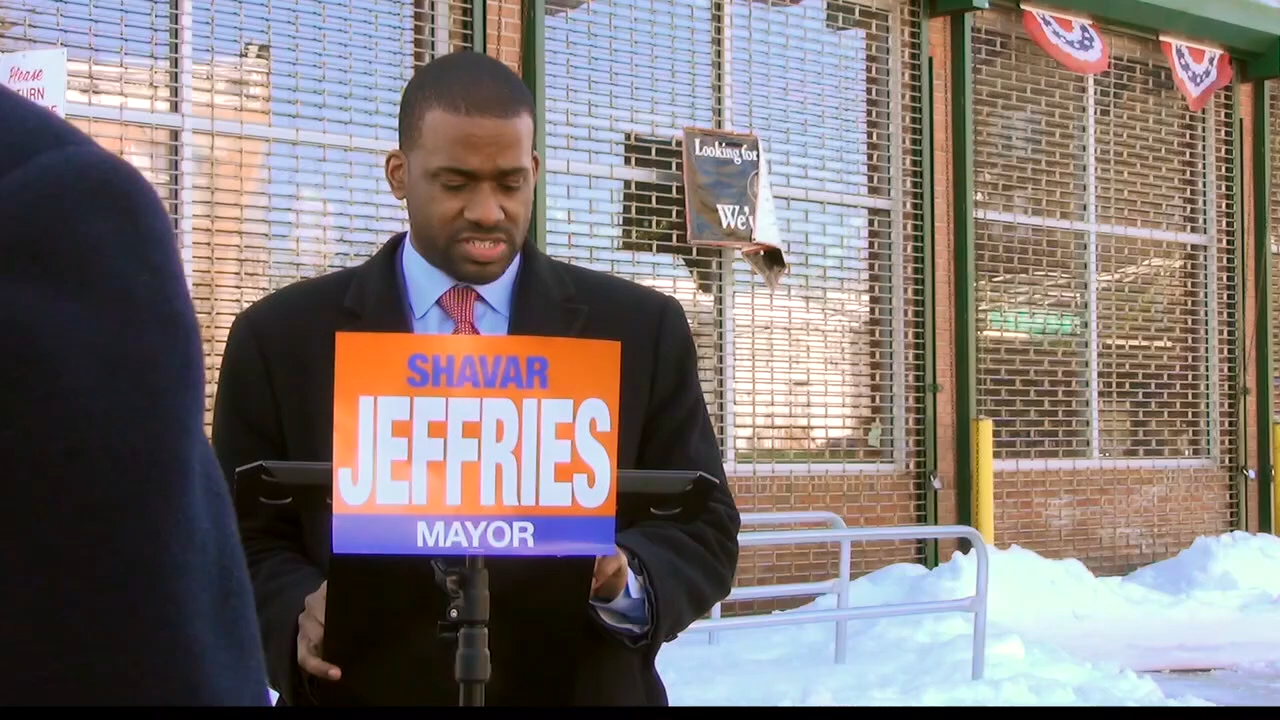 Please
TURN
Looking for
We'
SHAVAR
JEFFRIES
MAYOR